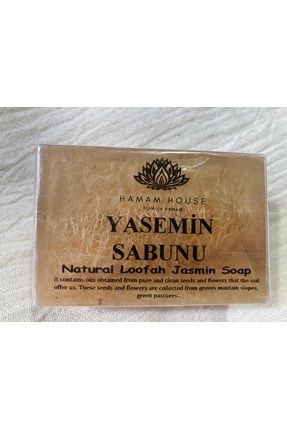 HAMAM HOUSE
TURKISH HAMAM
YASEMİN
SABUNU
Natural Loofah Jasmin Soap
It contains oils obtained from pure and clean seeds and flowers that the soil
offer us. These seeds and flowers are collected from groves moutain slopes,
green pastures...